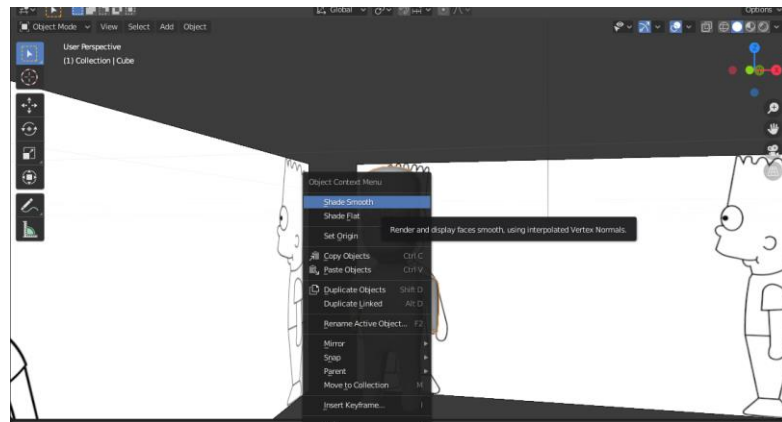 Global
Options
Object Mode View Select Add Object
User Perspective
(1) Collection | Cube
Object Context Menu
Shade Smooth
Shade Flat
Render and display faces smooth, using interpolated Vertex Normals.
Set Origin
Copy Objects Ctrl C
Paste Objects Ctrl V
Duplicate Objects Shift D
Duplicate Linked Alt D
Rename Active Object... F2
Mirror
Snap
Parent
Move to Collection M
Insert Keyframe... I